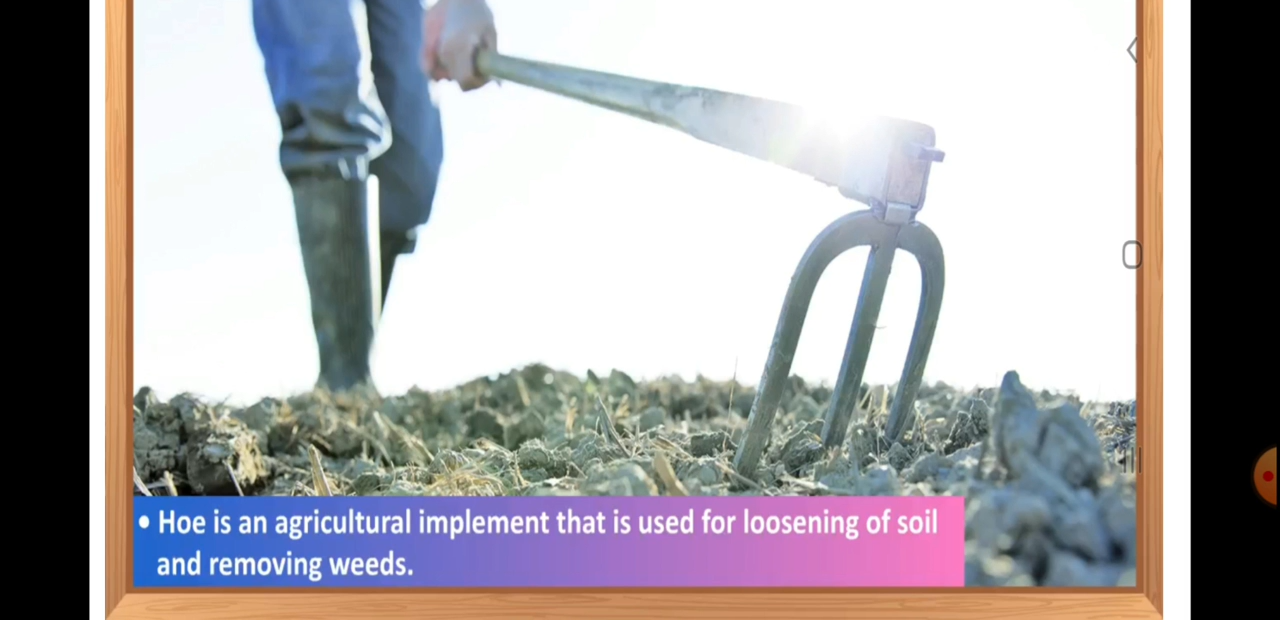 • Hoe is an agricultural implement that is used for loosening of soil
and removing weeds.